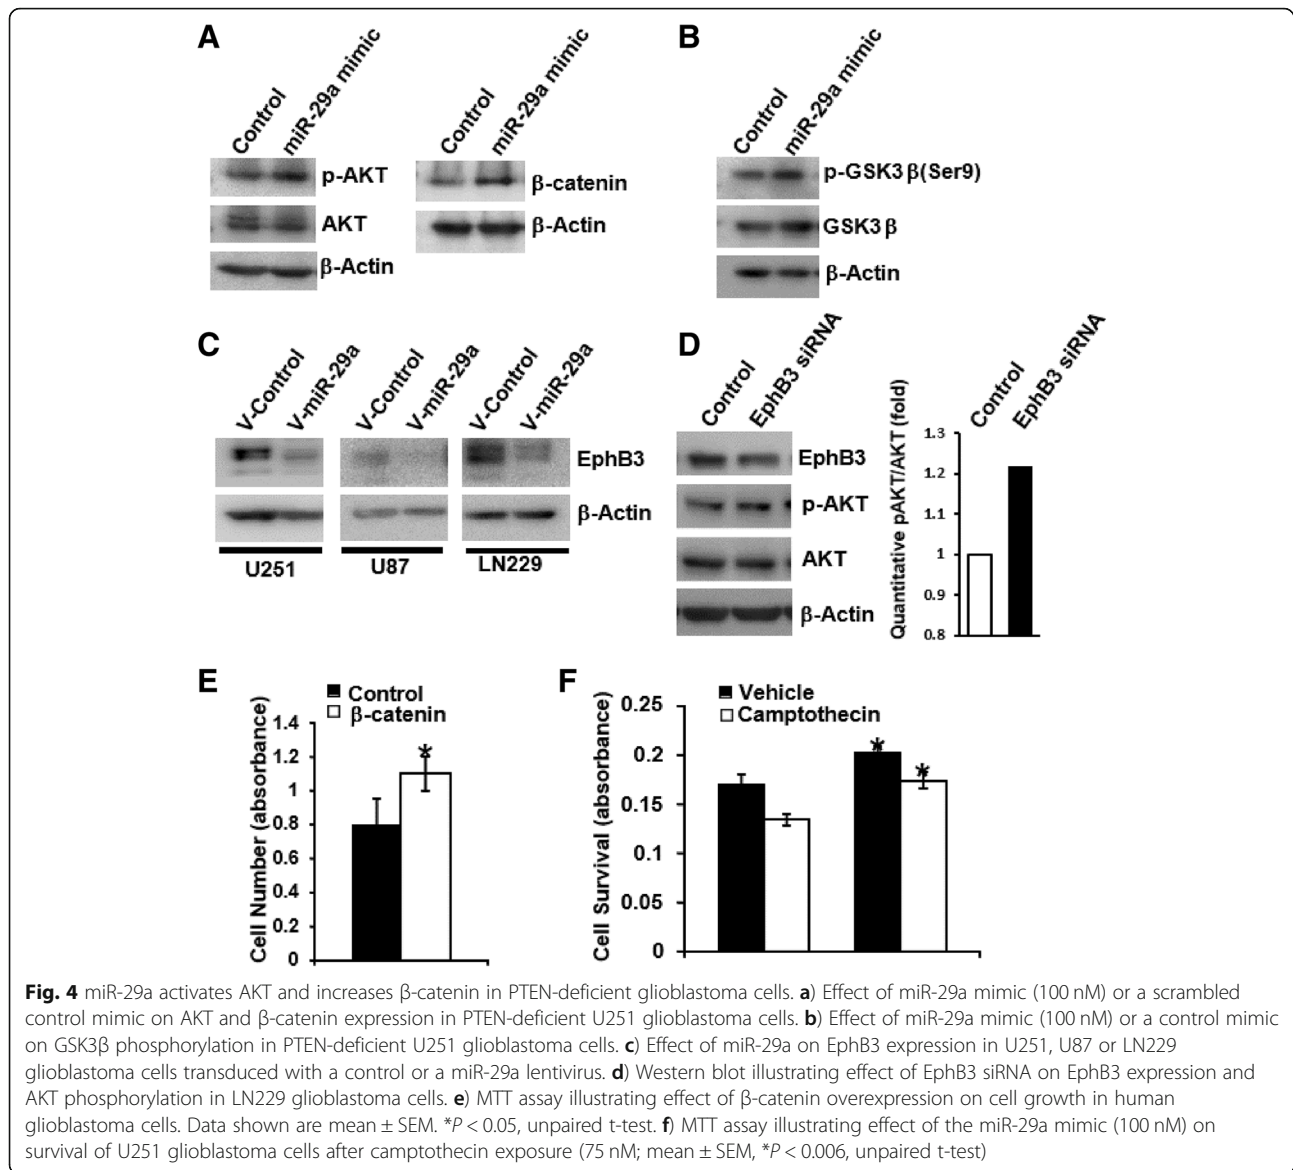 A
Control
miR-29a mimic
p-AKT
AKT
β-Actin
Control
miR-29a mimic
β-catenin
β-Actin
B
Control
miR-29a mimic
p-GSK3β(Ser9)
GSK3β
β-Actin
C
V-Control
V-miR-29a
V-Control
V-miR-29a
V-Control
V-miR-29a
EphB3
β-Actin
U251
U87
LN229
D
Control
EphB3 siRNA
EphB3
p-AKT
AKT
β-Actin
Quantitative pAKT/AKT (fold)
1.3
1.2
1.1
1
0.9
0.8
Control
EphB3 siRNA
E
Control
β-catenin
Cell Number (absorbance)
1.4
1.2
1
0.8
0.6
0.4
0.2
0
*
F
Vehicle
Camptothecin
Cell Survival (absorbance)
0.25
0.2
0.15
0.1
0.05
0
*
*
Fig. 4 miR-29a activates AKT and increases β-catenin in PTEN-deficient glioblastoma cells. a) Effect of miR-29a mimic (100 nM) or a scrambled
control mimic on AKT and β-catenin expression in PTEN-deficient U251 glioblastoma cells. b) Effect of miR-29a mimic (100 nM) or a control mimic
on GSK3β phosphorylation in PTEN-deficient U251 glioblastoma cells. c) Effect of miR-29a on EphB3 expression in U251, U87 or LN229
glioblastoma cells transduced with a control or a miR-29a lentivirus. d) Western blot illustrating effect of EphB3 siRNA on EphB3 expression and
AKT phosphorylation in LN229 glioblastoma cells. e) MTT assay illustrating effect of β-catenin overexpression on cell growth in human
glioblastoma cells. Data shown are mean ± SEM. *P < 0.05, unpaired t-test. f) MTT assay illustrating effect of the miR-29a mimic (100 nM) on
survival of U251 glioblastoma cells after camptothecin exposure (75 nM; mean ± SEM, *P < 0.006, unpaired t-test)